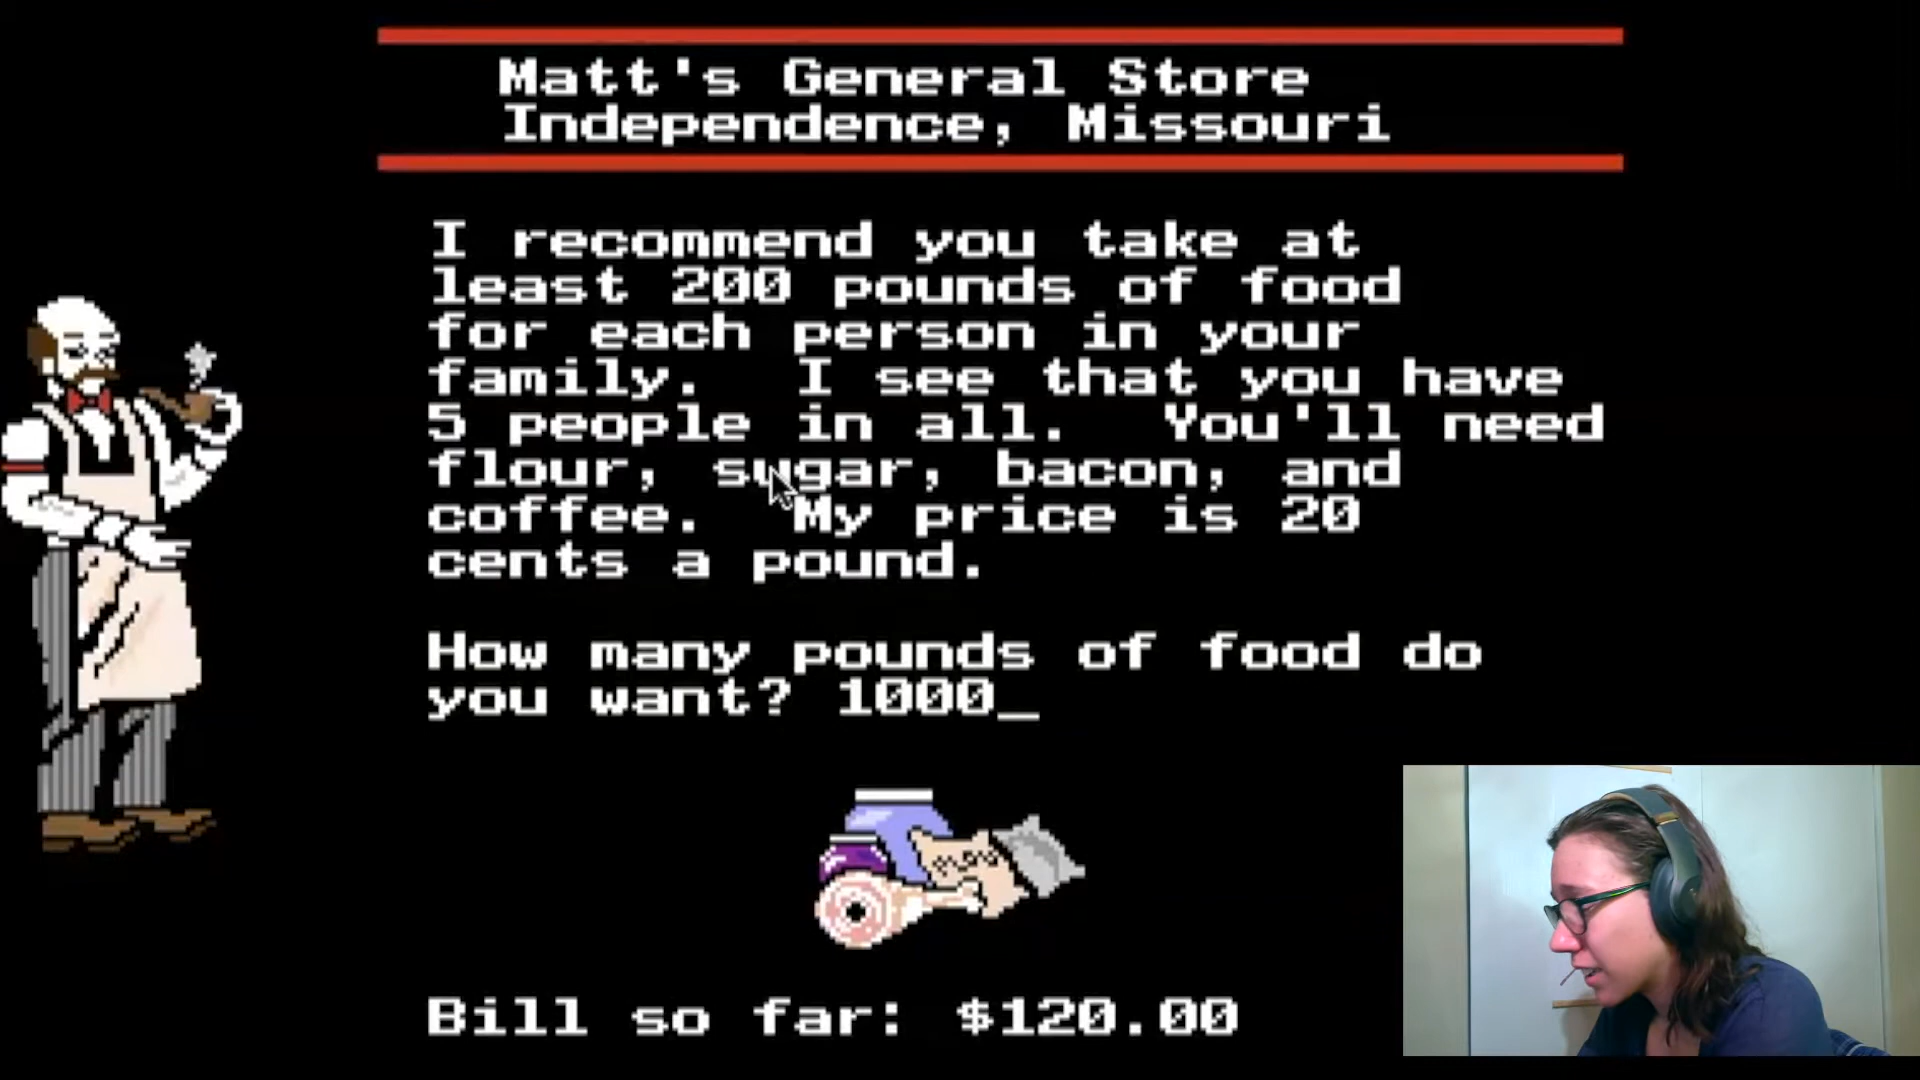 Matt's General Store
Independence, Missouri
I recommend you take at
least 200 pounds of food
for each person in your
family. I see that you have
5 people in all. You'll need
flour, sugar, bacon, and
coffee. My price is 20
cents a pound.
How many pounds of food do
you want? 1000_
Bill so far: $120.00